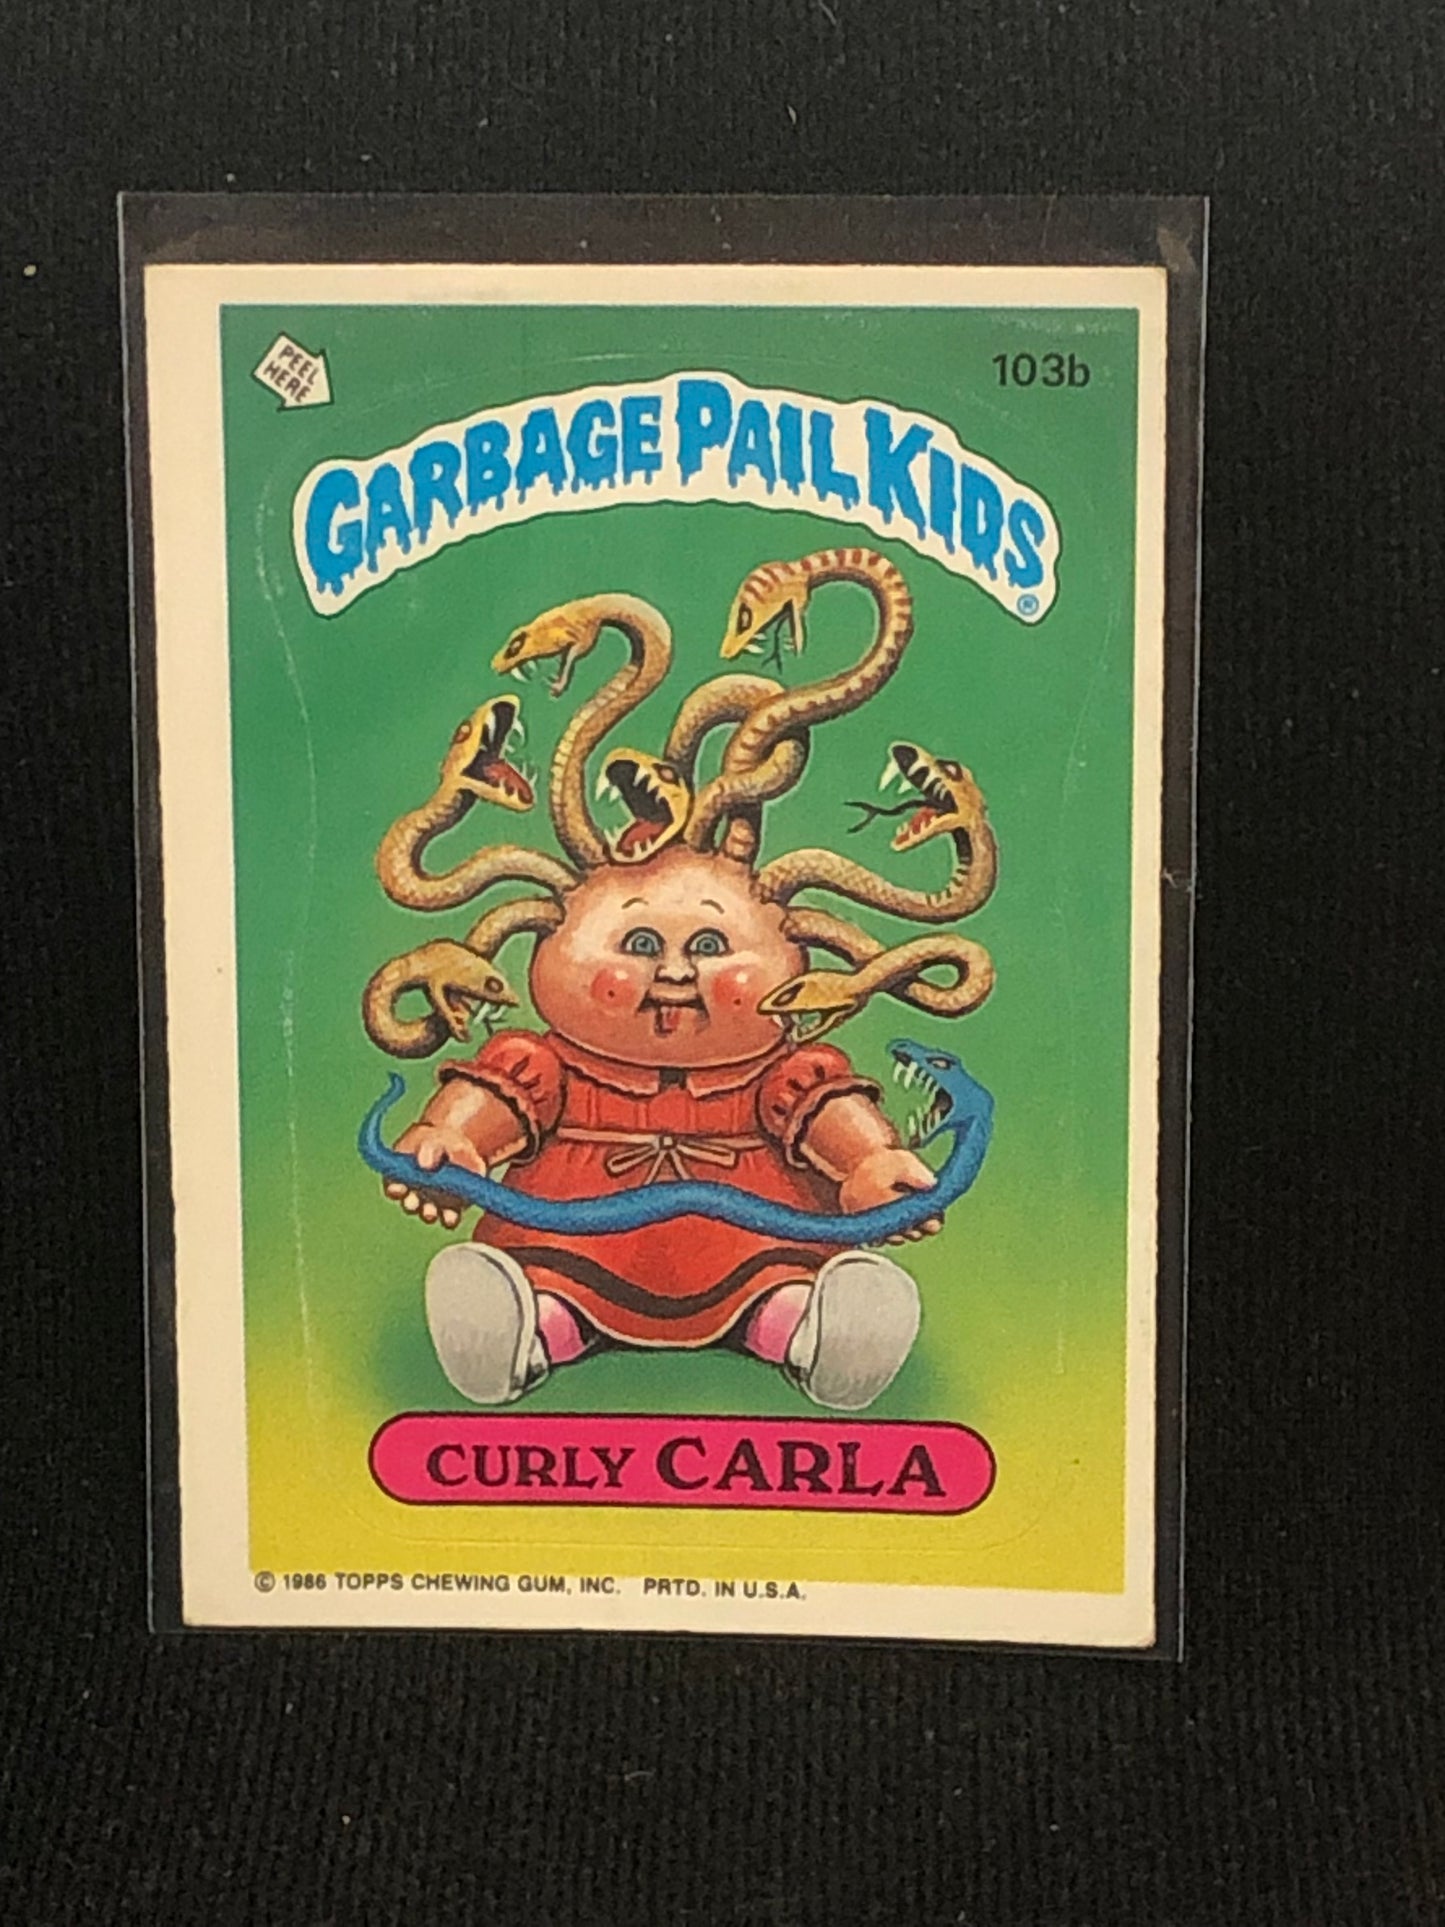 PEEL
HERE
103b
GARBAGE PAIL KIDS
®
CURLY CARLA
© 1986 TOPPS CHEWING GUM, INC. PRTD. IN U.S.A.